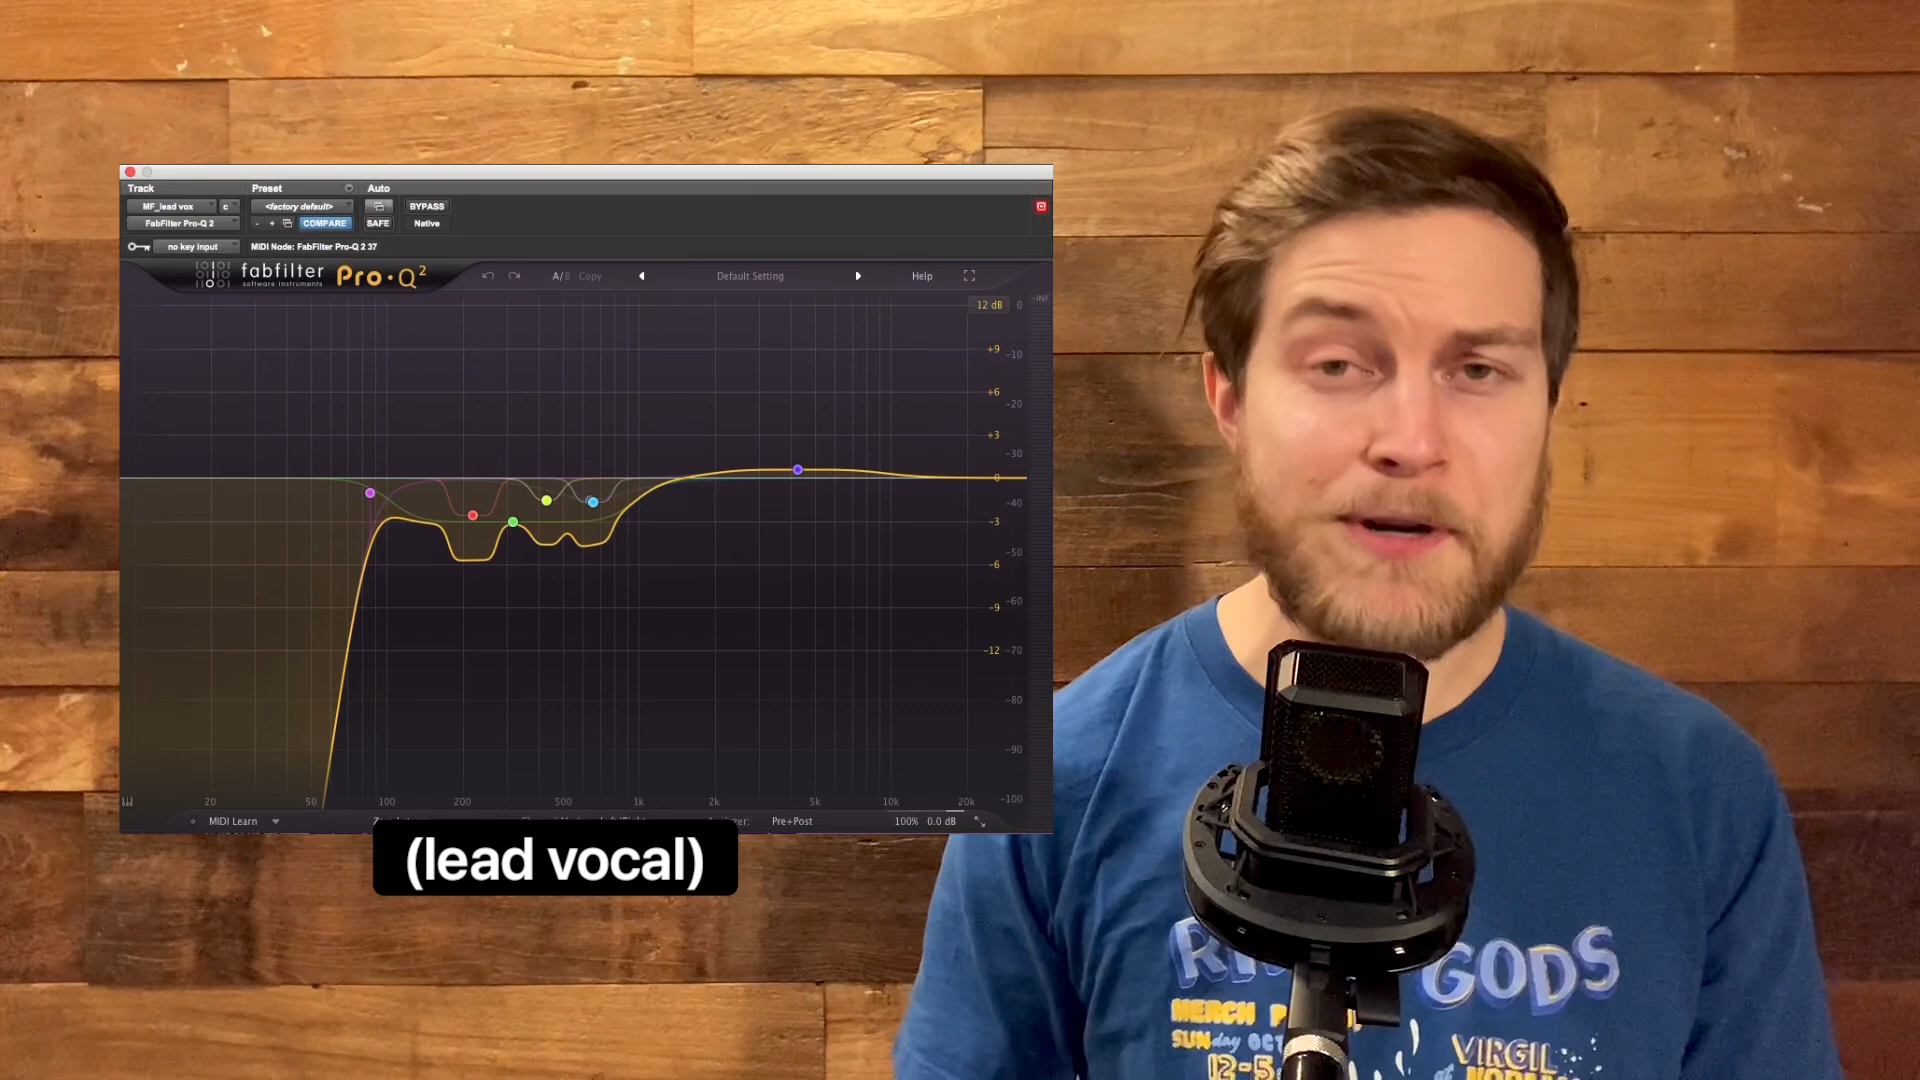 Track
Preset
Auto
MF_lead vox
c
<factory default>
BYPASS
FabFilter Pro-Q 2
- +
COMPARE
SAFE
Native
no key input
MIDI Node: FabFilter Pro-Q 2 37
fabfilter
software instruments
Pro·Q²
A/B
Copy
Default Setting
Help
12 dB
0
-INF
+9
-10
+6
-20
+3
-30
0
-40
-3
-50
-6
-60
-9
-12
-70
-80
-90
-100
20
50
100
200
500
1k
2k
5k
10k
20k
MIDI Learn
Pre+Post
100%
0.0 dB
(lead vocal)
GODS
MERCH
SUNday OCT
12-5
VIRGIL